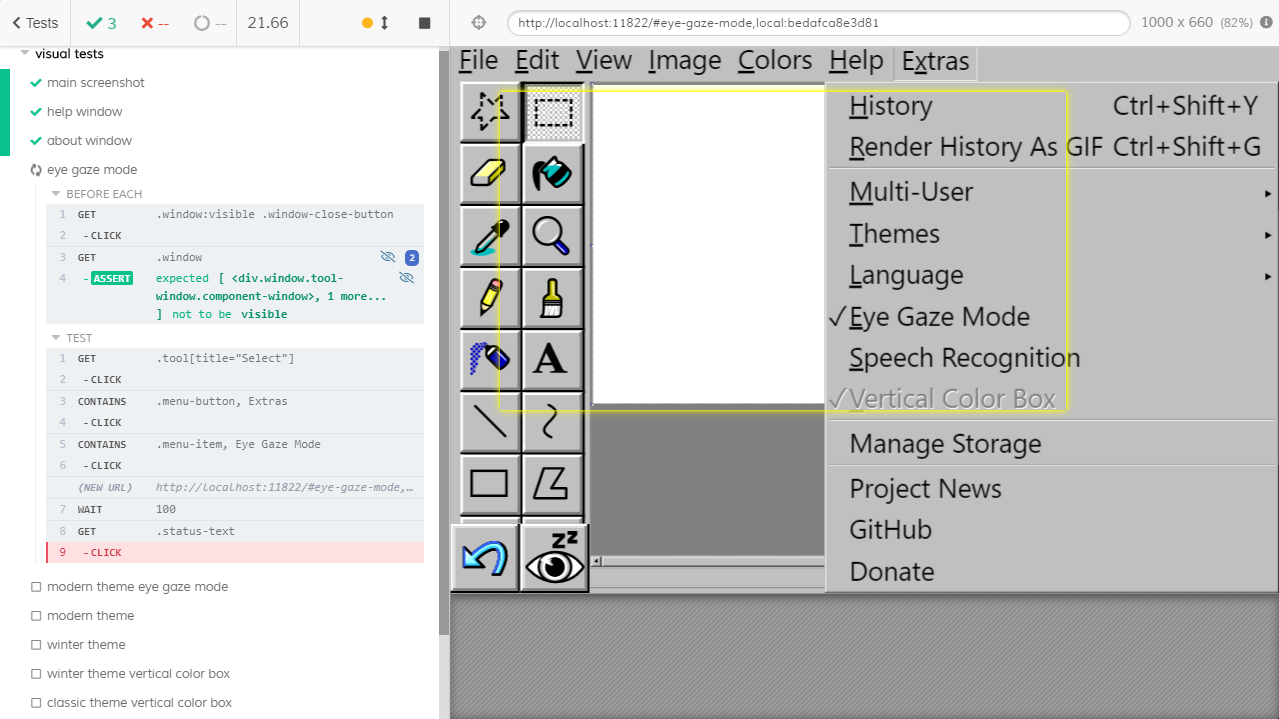 Tests
3
--
--
21.66
http://localhost:11822/#eye-gaze-mode,local:bedafca8e3d81
1000 x 660 (82%)
visual tests
main screenshot
help window
about window
eye gaze mode
BEFORE EACH
1 GET .window:visible .window-close-button
2 -CLICK
3 GET .window 2
4 -ASSERT expected [ <div.window.tool-
window.component-window>, 1 more...
] not to be visible
TEST
1 GET .tool[title="Select"]
2 -CLICK
3 CONTAINS .menu-button, Extras
4 -CLICK
5 CONTAINS .menu-item, Eye Gaze Mode
6 -CLICK
(NEW URL) http://localhost:11822/#eye-gaze-mode,…
7 WAIT 100
8 GET .status-text
9 -CLICK
modern theme eye gaze mode
modern theme
winter theme
winter theme vertical color box
classic theme vertical color box
File Edit View Image Colors Help Extras
History Ctrl+Shift+Y
Render History As GIF Ctrl+Shift+G
Multi-User
Themes
Language
✓Eye Gaze Mode
Speech Recognition
✓Vertical Color Box
Manage Storage
Project News
GitHub
Donate
A
zz